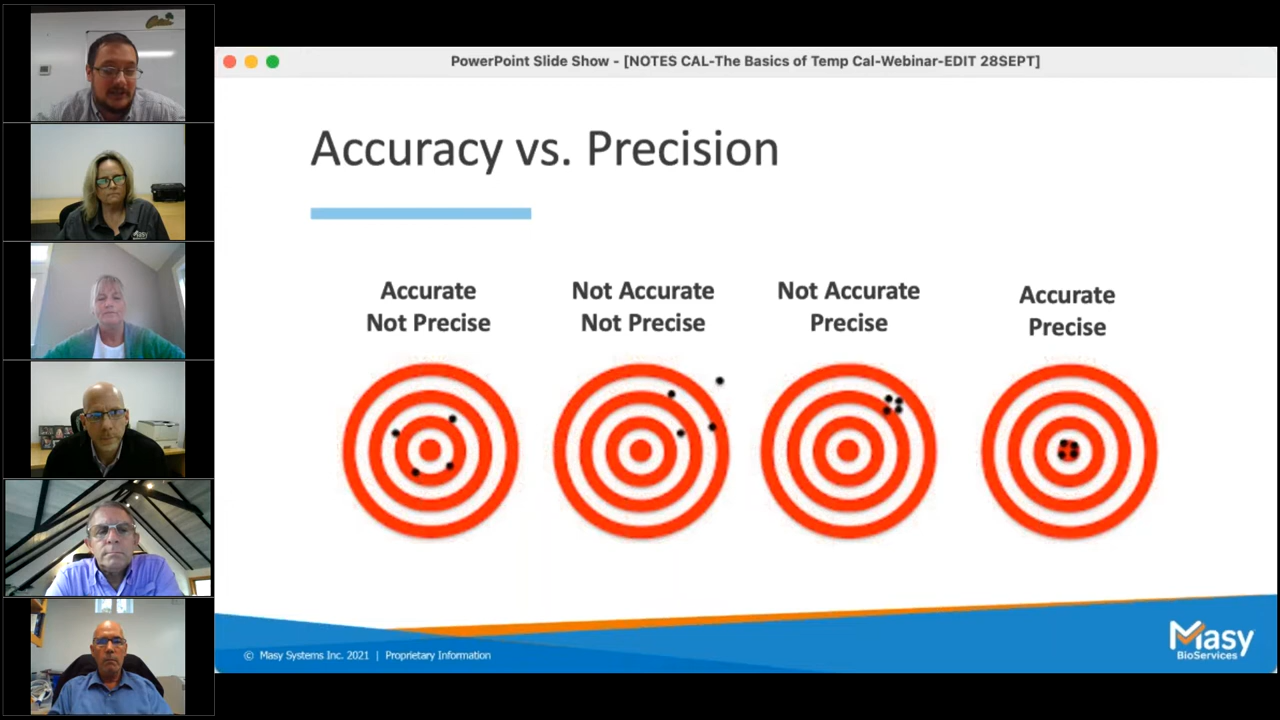 PowerPoint Slide Show - [NOTES CAL-The Basics of Temp Cal-Webinar-EDIT 28SEPT]
Accuracy vs. Precision
Accurate
Not Precise
Not Accurate
Not Precise
Not Accurate
Precise
Accurate
Precise
© Masy Systems Inc. 2021 | Proprietary Information
Masy
BioServices
Masy